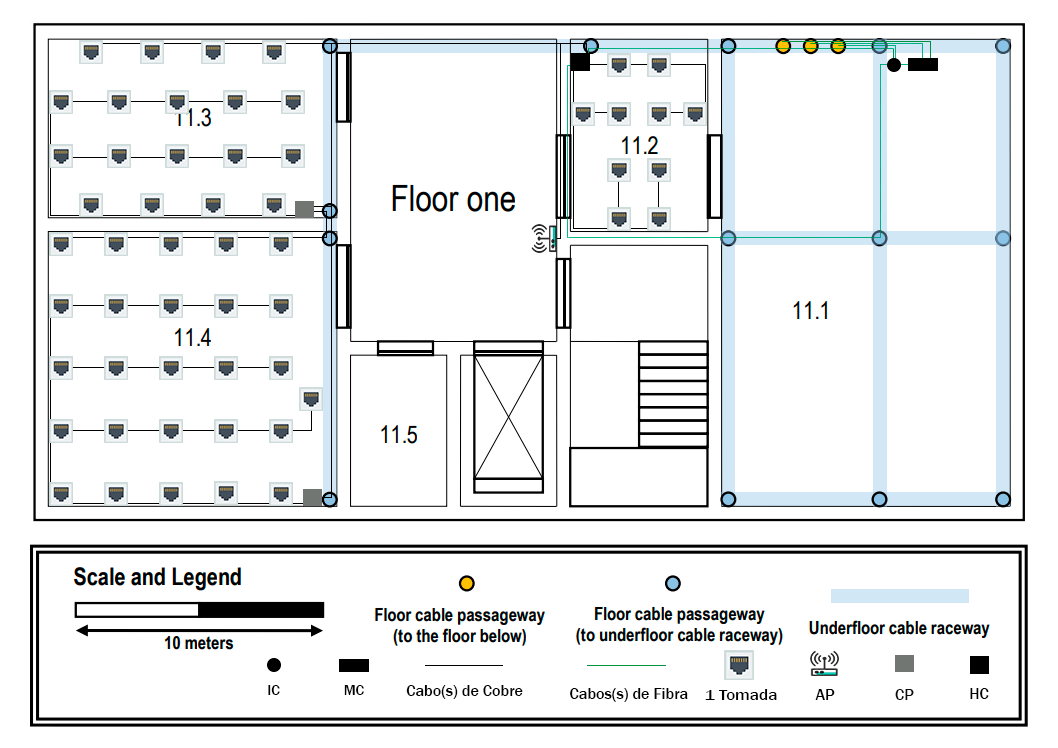 11.3
11.2
Floor one
11.1
11.4
11.5
Scale and Legend
10 meters
Floor cable passageway
(to the floor below)
Floor cable passageway
(to underfloor cable raceway)
Underfloor cable raceway
IC
MC
Cabo(s) de Cobre
Cabos(s) de Fibra
1 Tomada
AP
CP
HC